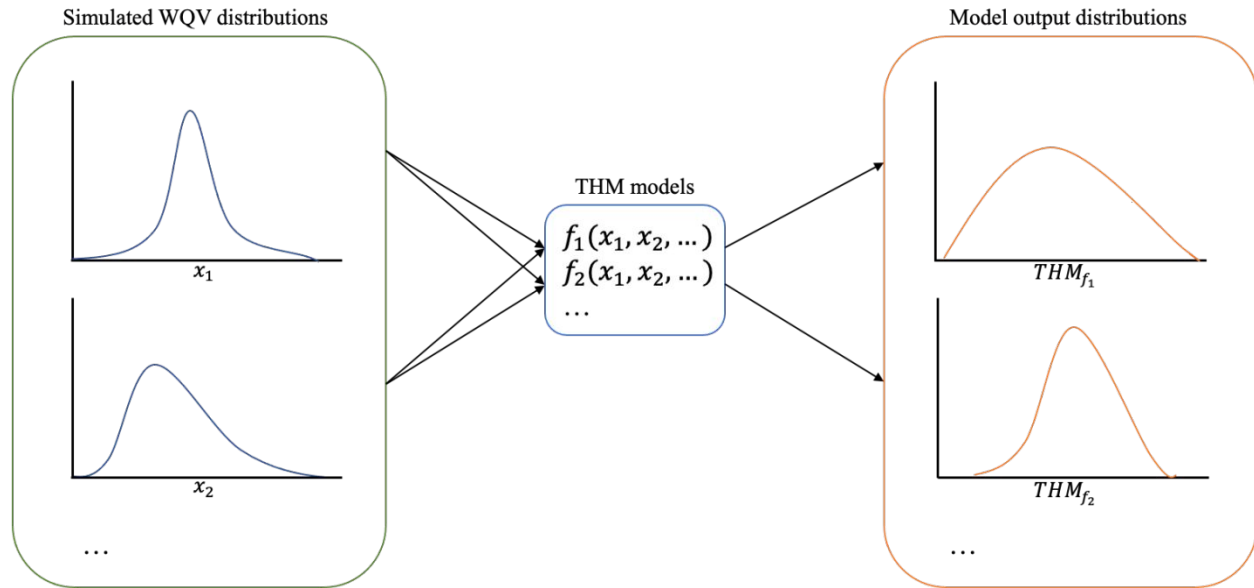 Simulated WQV distributions
x₁
x₂
...
THM models
f₁(x₁, x₂, ...)
f₂(x₁, x₂, ...)
...
Model output distributions
THM_f₁
THM_f₂
...